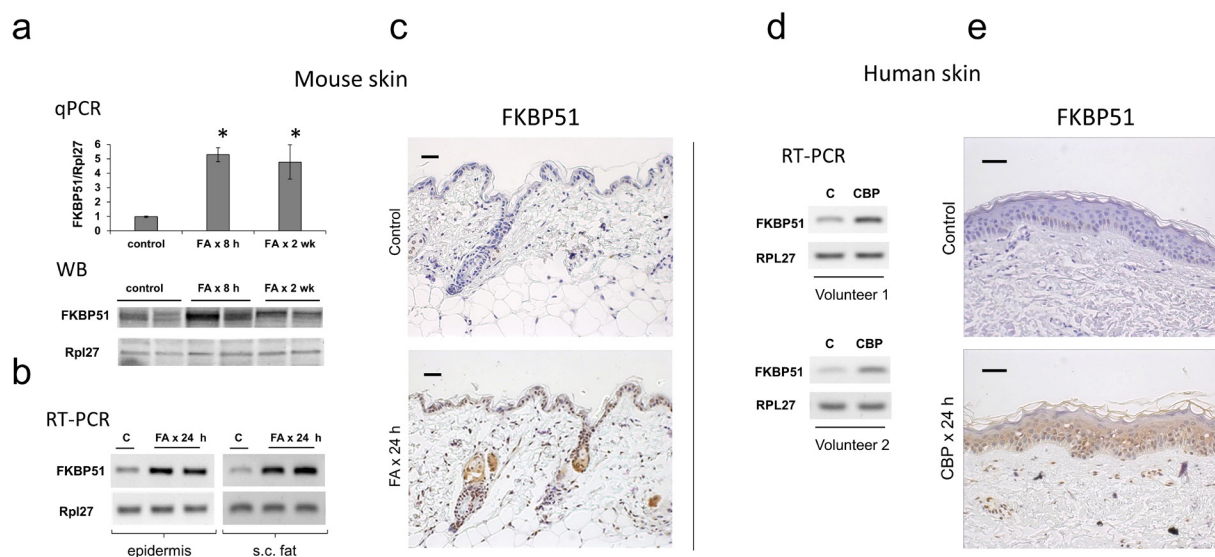 a
c
d
e
Mouse skin
Human skin
qPCR
FKBP51/Rpl27
6
5
4
3
2
1
0
*
*
control
FA x 8 h
FA x 2 wk
WB
control
FA x 8 h
FA x 2 wk
FKBP51
Rpl27
b
RT-PCR
C
FA x 24 h
C
FA x 24 h
FKBP51
Rpl27
epidermis
s.c. fat
FKBP51
Control
FA x 24 h
RT-PCR
C
CBP
FKBP51
RPL27
Volunteer 1
C
CBP
FKBP51
RPL27
Volunteer 2
FKBP51
Control
CBP x 24 h